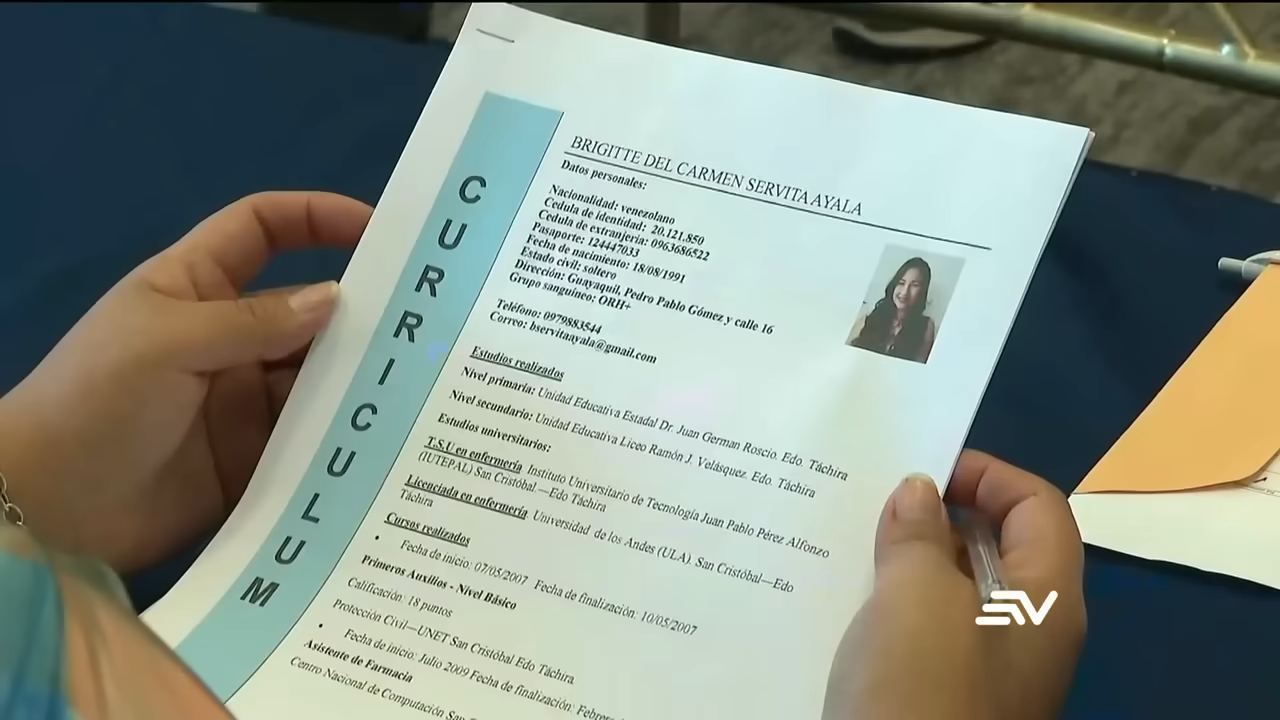 CURRICULUM
BRIGITTE DEL CARMEN SERVITA AYALA
Datos personales:
Nacionalidad: venezolano
Cedula de identidad: 20.121.850
Cedula de extranjeria: 0963686522
Pasaporte: 124447033
Fecha de nacimiento: 18/08/1991
Estado civil: soltero
Dirección: Guayaquil, Pedro Pablo Gómez y calle 16
Grupo sanguineo: ORH+
Teléfono: 0979883544
Correo: bservitaayala@gmail.com
Estudios realizados
Nivel primaria: Unidad Educativa Estadal Dr. Juan German Roscio. Edo. Táchira
Nivel secundario: Unidad Educativa Liceo Ramón J. Velásquez. Edo. Táchira
Estudios universitarios:
T.S.U en enfermería Instituto Universitario de Tecnología Juan Pablo Pérez Alfonzo
(IUTEPAL) San Cristóbal.—Edo Táchira
Licenciada en enfermería Universidad de los Andes (ULA). San Cristóbal—Edo
Táchira
Cursos realizados
• Fecha de inicio: 07/05/2007 Fecha de finalización: 10/05/2007
Primeros Auxilios - Nivel Básico
Calificación: 18 puntos
Protección Civil—UNET San Cristóbal Edo Táchira
• Fecha de inicio: Julio 2009 Fecha de finalización:
Asistente de Farmacia
Centro Nacional de Computación